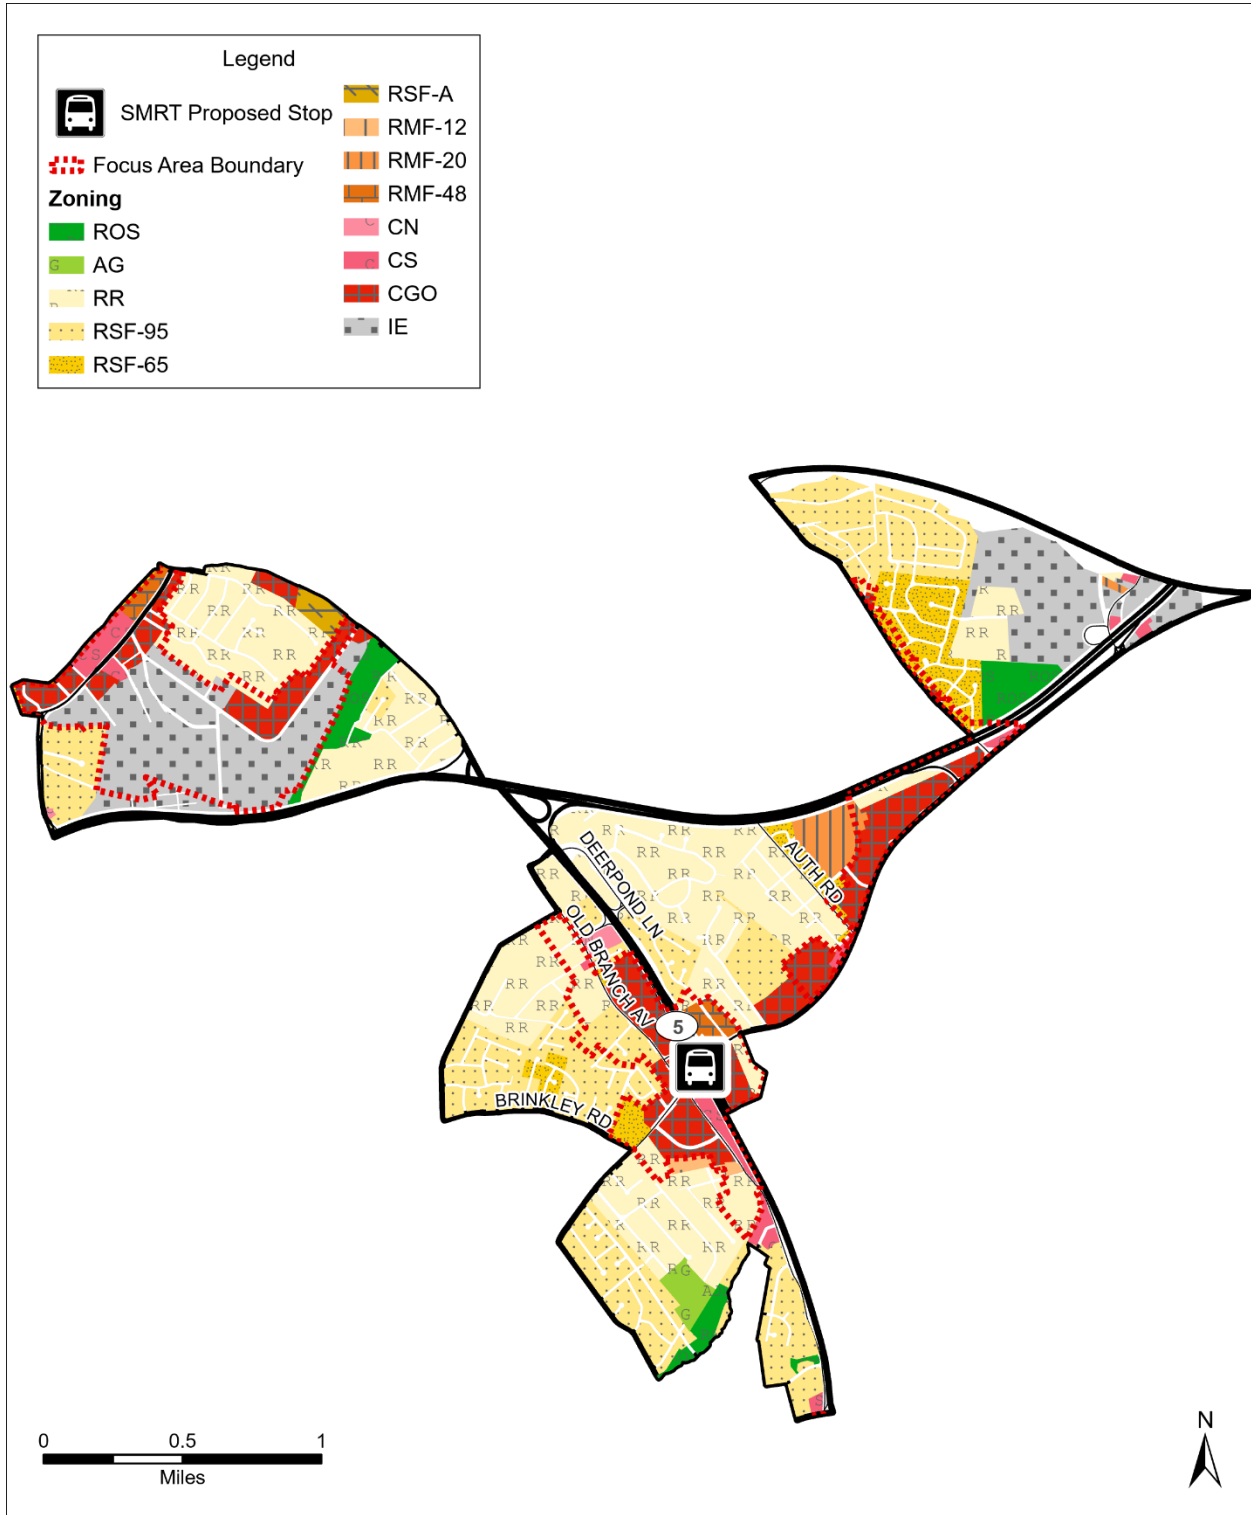 Legend
SMRT Proposed Stop
Focus Area Boundary
Zoning
ROS
AG
RR
RSF-95
RSF-65
RSF-A
RMF-12
RMF-20
RMF-48
CN
CS
CGO
IE
DEERPOND LN
AUTH RD
OLD BRANCH AV
5
BRINKLEY RD
0 0.5 1
Miles
N